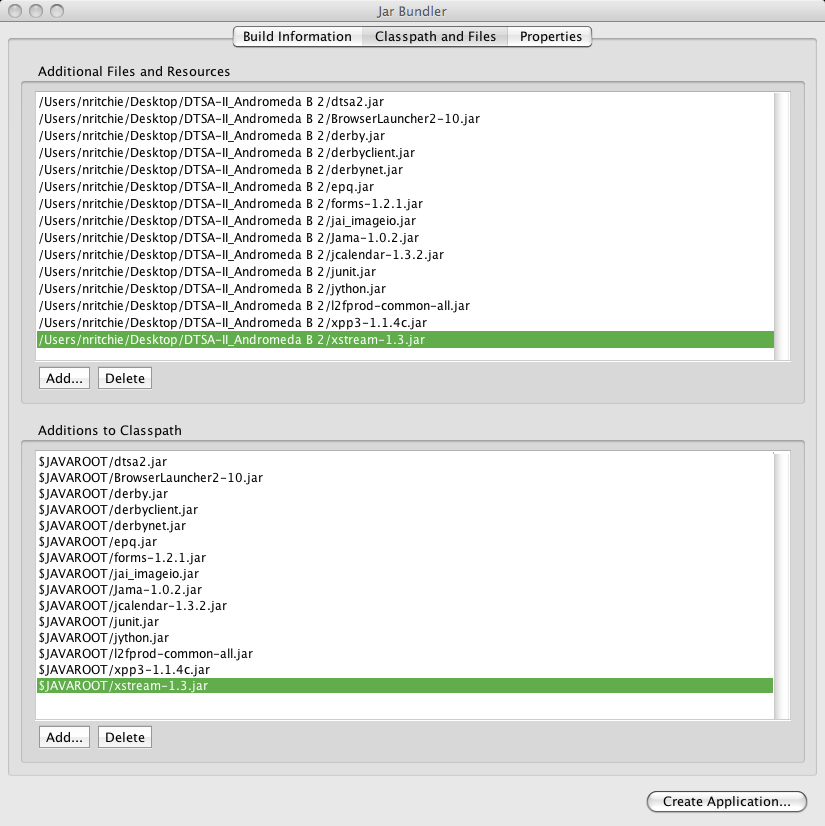 Jar Bundler
Build Information Classpath and Files Properties
Additional Files and Resources
/Users/nritchie/Desktop/DTSA-II_Andromeda B 2/dtsa2.jar
/Users/nritchie/Desktop/DTSA-II_Andromeda B 2/BrowserLauncher2-10.jar
/Users/nritchie/Desktop/DTSA-II_Andromeda B 2/derby.jar
/Users/nritchie/Desktop/DTSA-II_Andromeda B 2/derbyclient.jar
/Users/nritchie/Desktop/DTSA-II_Andromeda B 2/derbynet.jar
/Users/nritchie/Desktop/DTSA-II_Andromeda B 2/epq.jar
/Users/nritchie/Desktop/DTSA-II_Andromeda B 2/forms-1.2.1.jar
/Users/nritchie/Desktop/DTSA-II_Andromeda B 2/jai_imageio.jar
/Users/nritchie/Desktop/DTSA-II_Andromeda B 2/Jama-1.0.2.jar
/Users/nritchie/Desktop/DTSA-II_Andromeda B 2/jcalendar-1.3.2.jar
/Users/nritchie/Desktop/DTSA-II_Andromeda B 2/junit.jar
/Users/nritchie/Desktop/DTSA-II_Andromeda B 2/jython.jar
/Users/nritchie/Desktop/DTSA-II_Andromeda B 2/l2fprod-common-all.jar
/Users/nritchie/Desktop/DTSA-II_Andromeda B 2/xpp3-1.1.4c.jar
/Users/nritchie/Desktop/DTSA-II_Andromeda B 2/xstream-1.3.jar
Add... Delete
Additions to Classpath
$JAVAROOT/dtsa2.jar
$JAVAROOT/BrowserLauncher2-10.jar
$JAVAROOT/derby.jar
$JAVAROOT/derbyclient.jar
$JAVAROOT/derbynet.jar
$JAVAROOT/epq.jar
$JAVAROOT/forms-1.2.1.jar
$JAVAROOT/jai_imageio.jar
$JAVAROOT/Jama-1.0.2.jar
$JAVAROOT/jcalendar-1.3.2.jar
$JAVAROOT/junit.jar
$JAVAROOT/jython.jar
$JAVAROOT/l2fprod-common-all.jar
$JAVAROOT/xpp3-1.1.4c.jar
$JAVAROOT/xstream-1.3.jar
Add... Delete
Create Application...